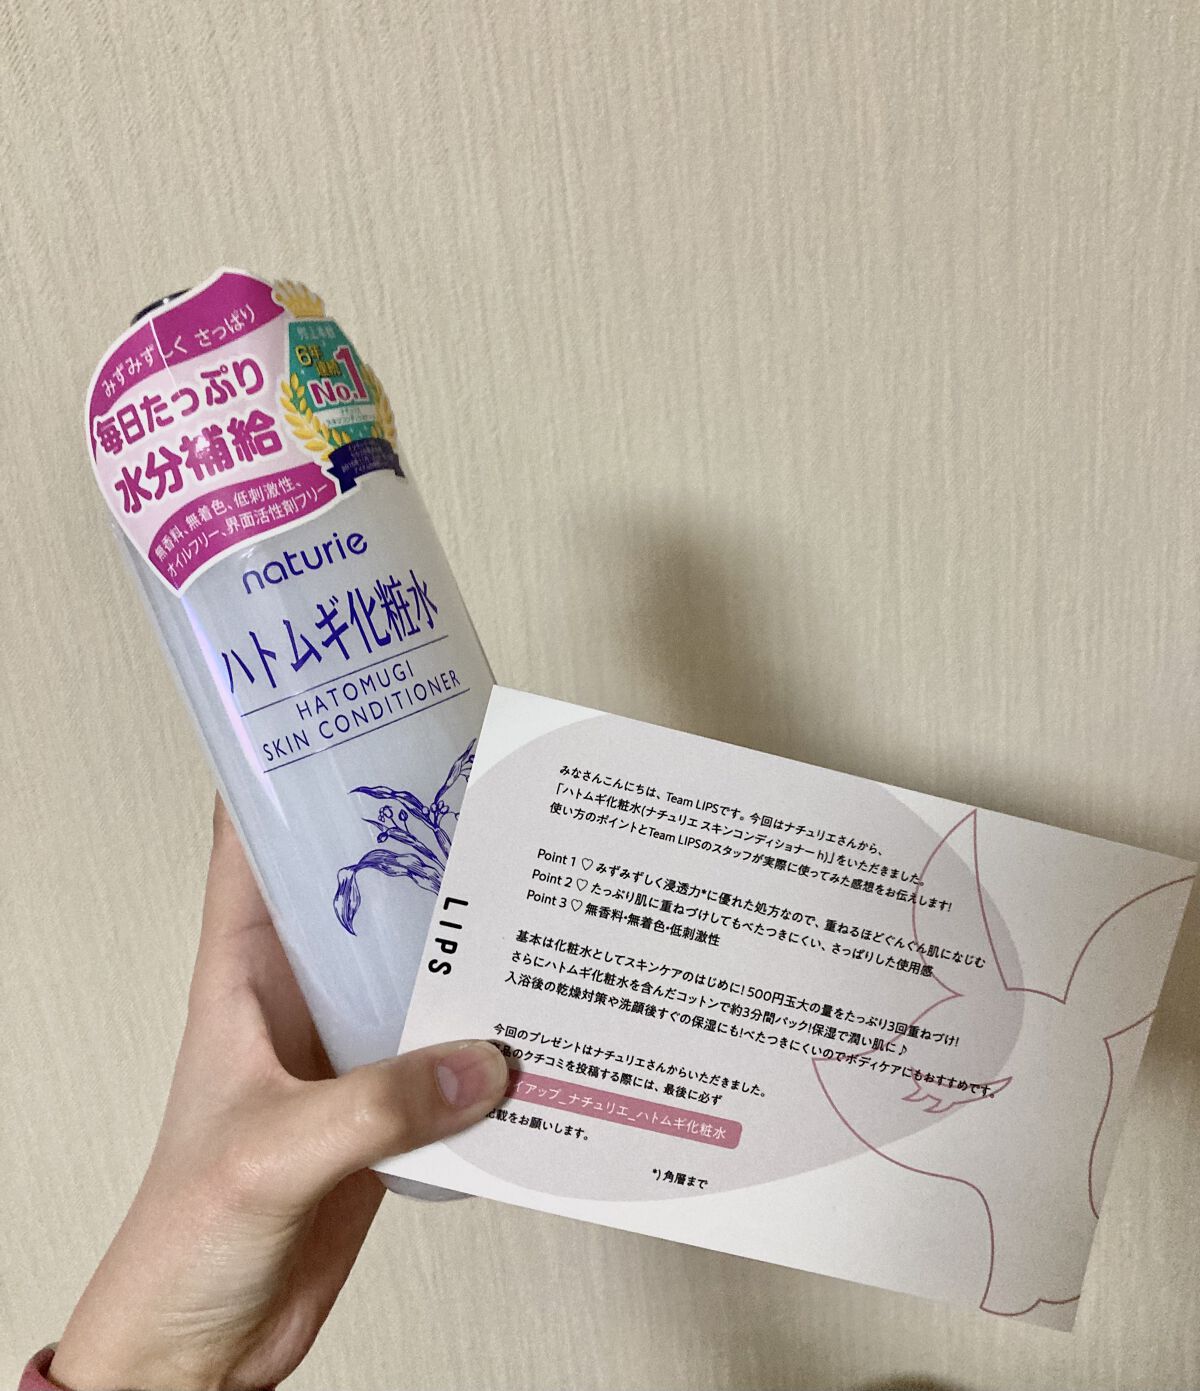 みずみずしく さっぱり
毎日たっぷり
水分補給
無香料、無着色、低刺激性、
オイルフリー、界面活性剤フリー
6年
連続
No.1
naturie
ハトムギ化粧水
HATOMUGI
SKIN CONDITIONER
LIPS
みなさんこんにちは、Team LIPSです。今回はナチュリエさんから、
「ハトムギ化粧水(ナチュリエ スキンコンディショナー h)」をいただきました。
使い方のポイントとTeam LIPSのスタッフが実際に使ってみた感想をお伝えします!
Point 1 ♡ みずみずしく浸透力*に優れた処方なので、重ねるほどぐんぐん肌になじむ
Point 2 ♡ たっぷり肌に重ねづけしてもべたつきにくい、さっぱりした使用感
Point 3 ♡ 無香料・無着色・低刺激性
基本は化粧水としてスキンケアのはじめに!500円玉大の量をたっぷり3回重ねづけ!
さらにハトムギ化粧水を含んだコットンで約3分間パック!保湿で潤い肌に♪
入浴後の乾燥対策や洗顔後すぐの保湿にも!べたつきにくいのでボディケアにもおすすめです。
今回のプレゼントはナチュリエさんからいただきました。
品のクチコミを投稿する際には、最後に必ず
イアップ_ナチュリエ_ハトムギ化粧水
記載をお願いします。
*) 角層まで